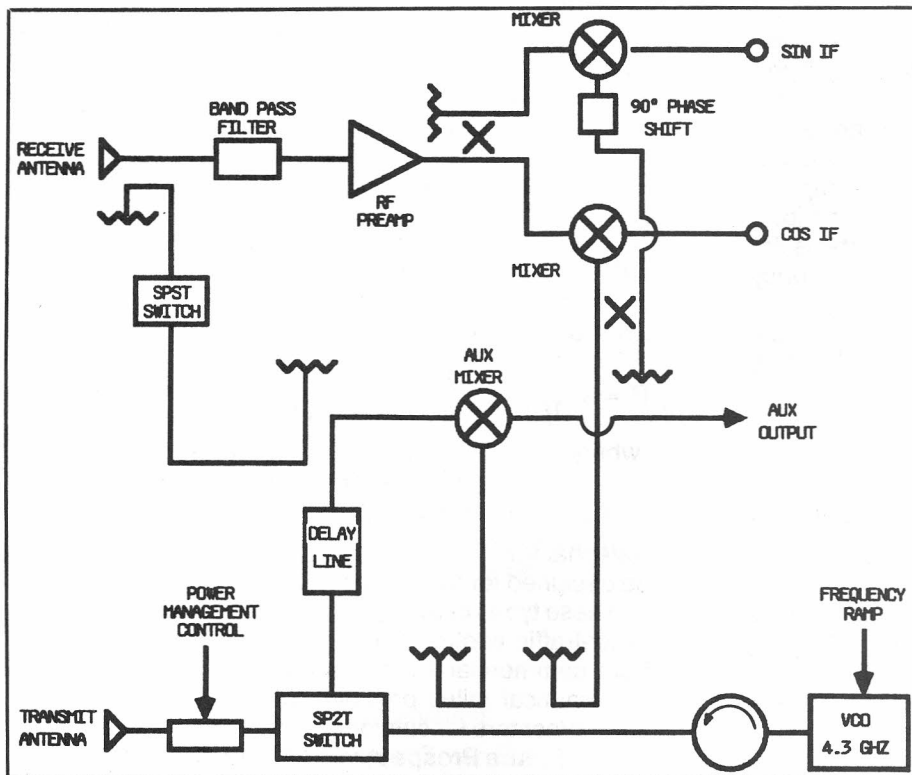 MIXER
SIN IF
BAND PASS
FILTER
90° PHASE
SHIFT
RECEIVE
ANTENNA
RF
PREAMP
COS IF
MIXER
SPST
SWITCH
AUX
MIXER
AUX
OUTPUT
DELAY
LINE
POWER
MANAGEMENT
CONTROL
FREQUENCY
RAMP
TRANSMIT
ANTENNA
SP2T
SWITCH
VCO
4.3 GHZ